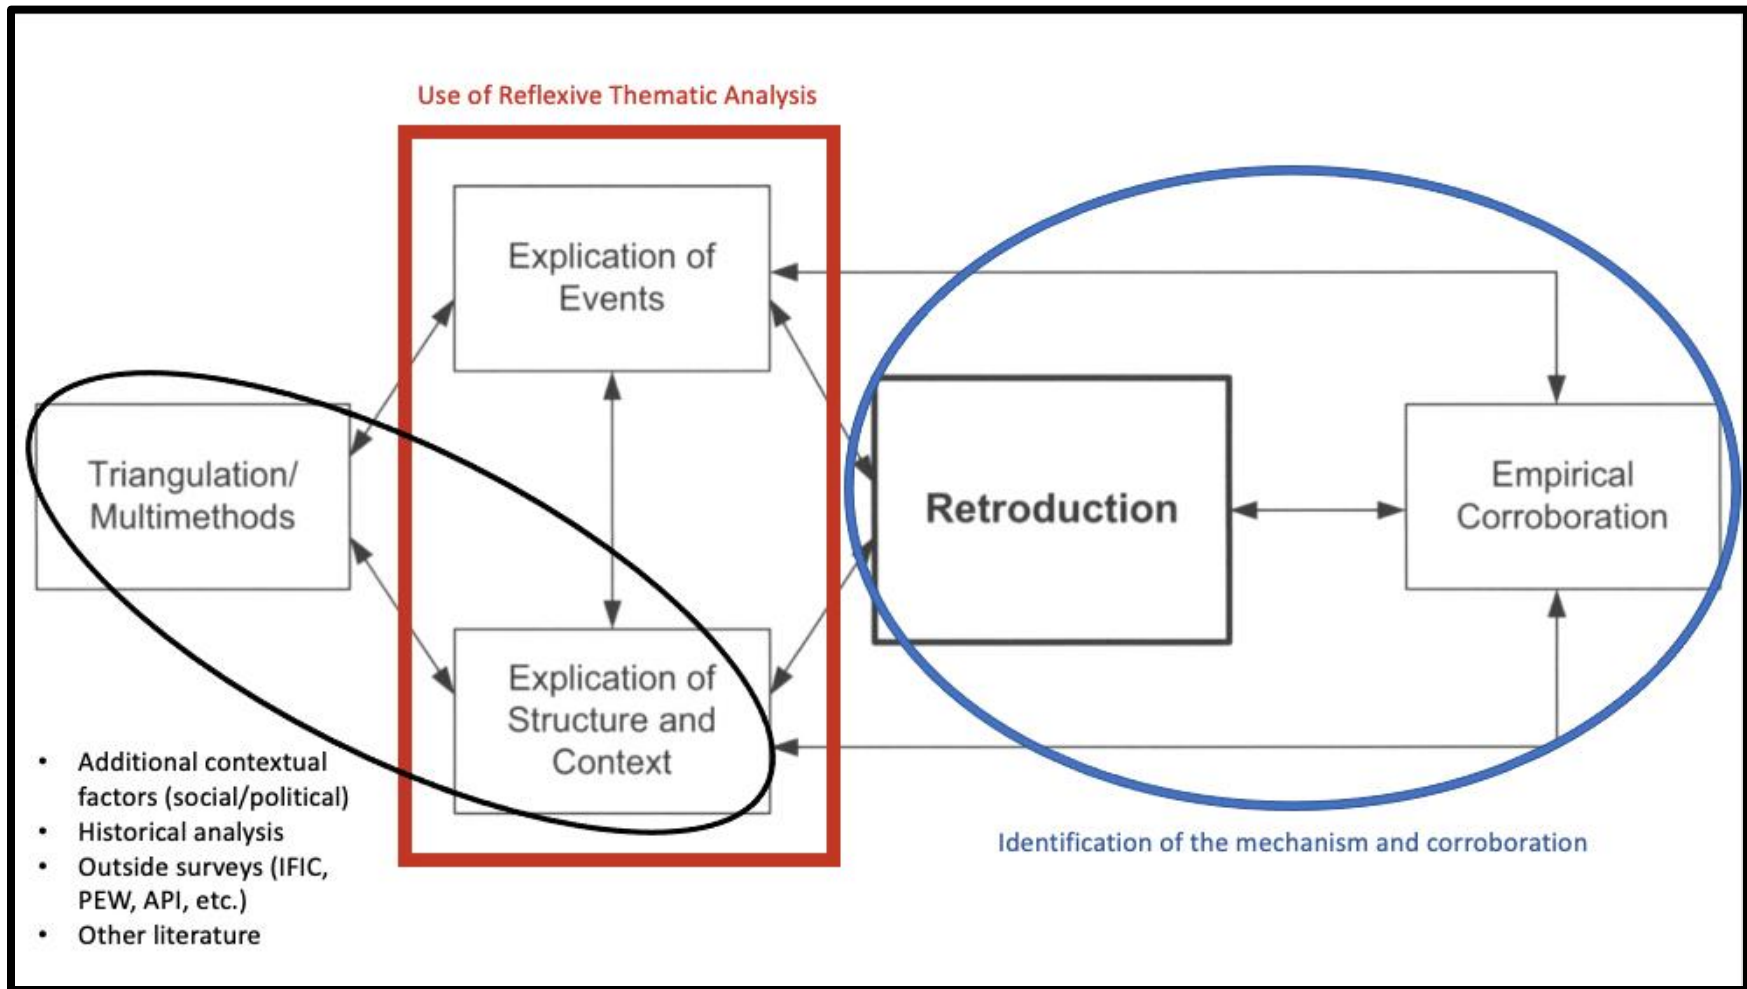 Use of Reflexive Thematic Analysis
Explication of
Events
Triangulation/
Multimethods
Retroduction
Empirical
Corroboration
Explication of
Structure and
Context
• Additional contextual
factors (social/political)
• Historical analysis
• Outside surveys (IFIC,
PEW, API, etc.)
• Other literature
Identification of the mechanism and corroboration